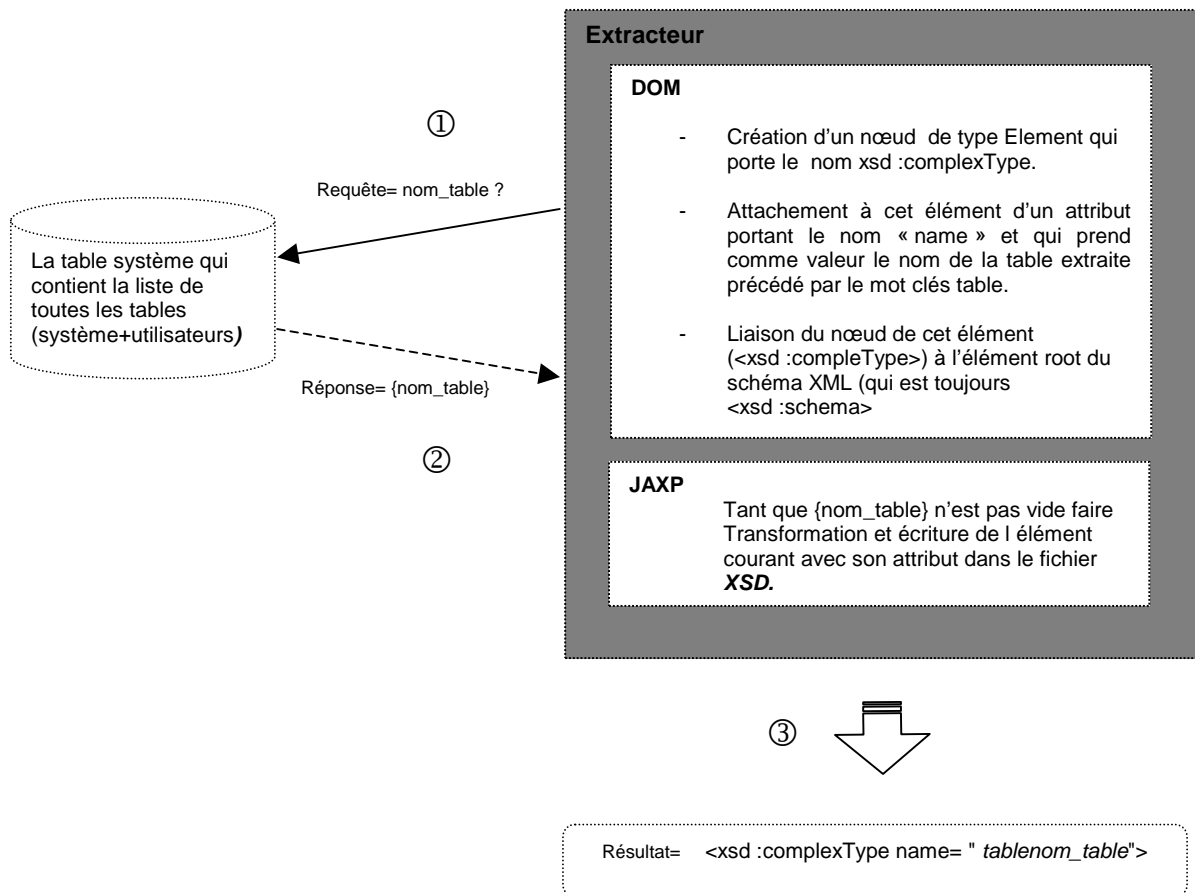 Extracteur
DOM
- Création d’un nœud de type Element qui
porte le nom xsd :complexType.
- Attachement à cet élément d’un attribut
portant le nom « name » et qui prend
comme valeur le nom de la table extraite
précédé par le mot clés table.
- Liaison du nœud de cet élément
(<xsd :compleType>) à l’élément root du
schéma XML (qui est toujours
<xsd :schema>
JAXP
Tant que {nom_table} n’est pas vide faire
Transformation et écriture de l élément
courant avec son attribut dans le fichier
XSD.
①
Requête= nom_table ?
La table système qui
contient la liste de
toutes les tables
(système+utilisateurs)
Réponse= {nom_table}
②
③
Résultat= <xsd :complexType name= " tablenom_table">